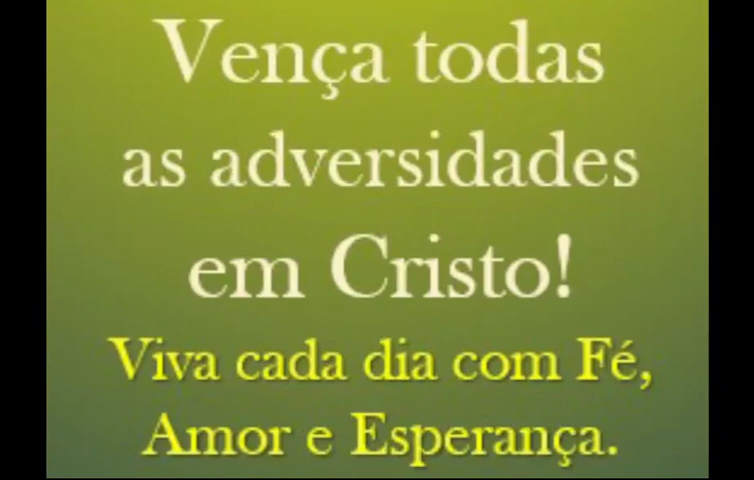 Vença todas
as adversidades
em Cristo!
Viva cada dia com Fé,
Amor e Esperança.